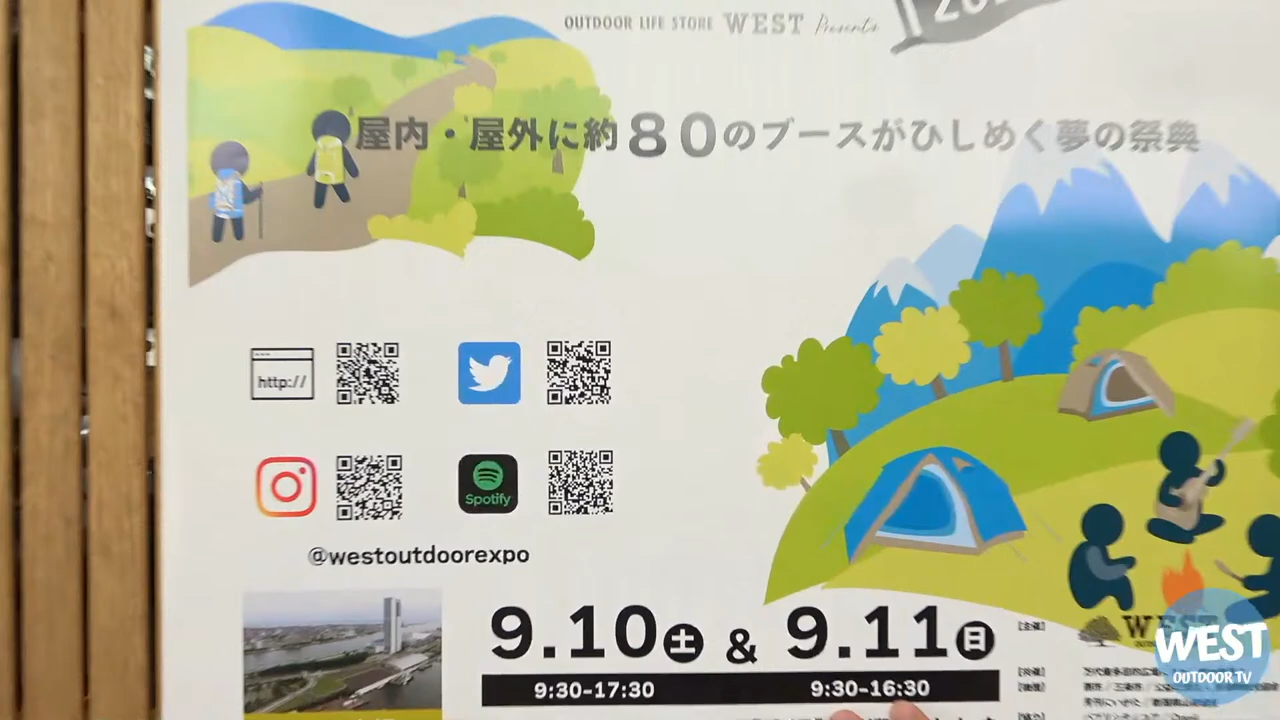 OUTDOOR LIFE STORE WEST Presents
屋内・屋外に約80のブースがひしめく夢の祭典
http://
Spotify
@westoutdoorexpo
9.10土 & 9.11日
9:30-17:30 9:30-16:30
WEST
OUTDOOR TV